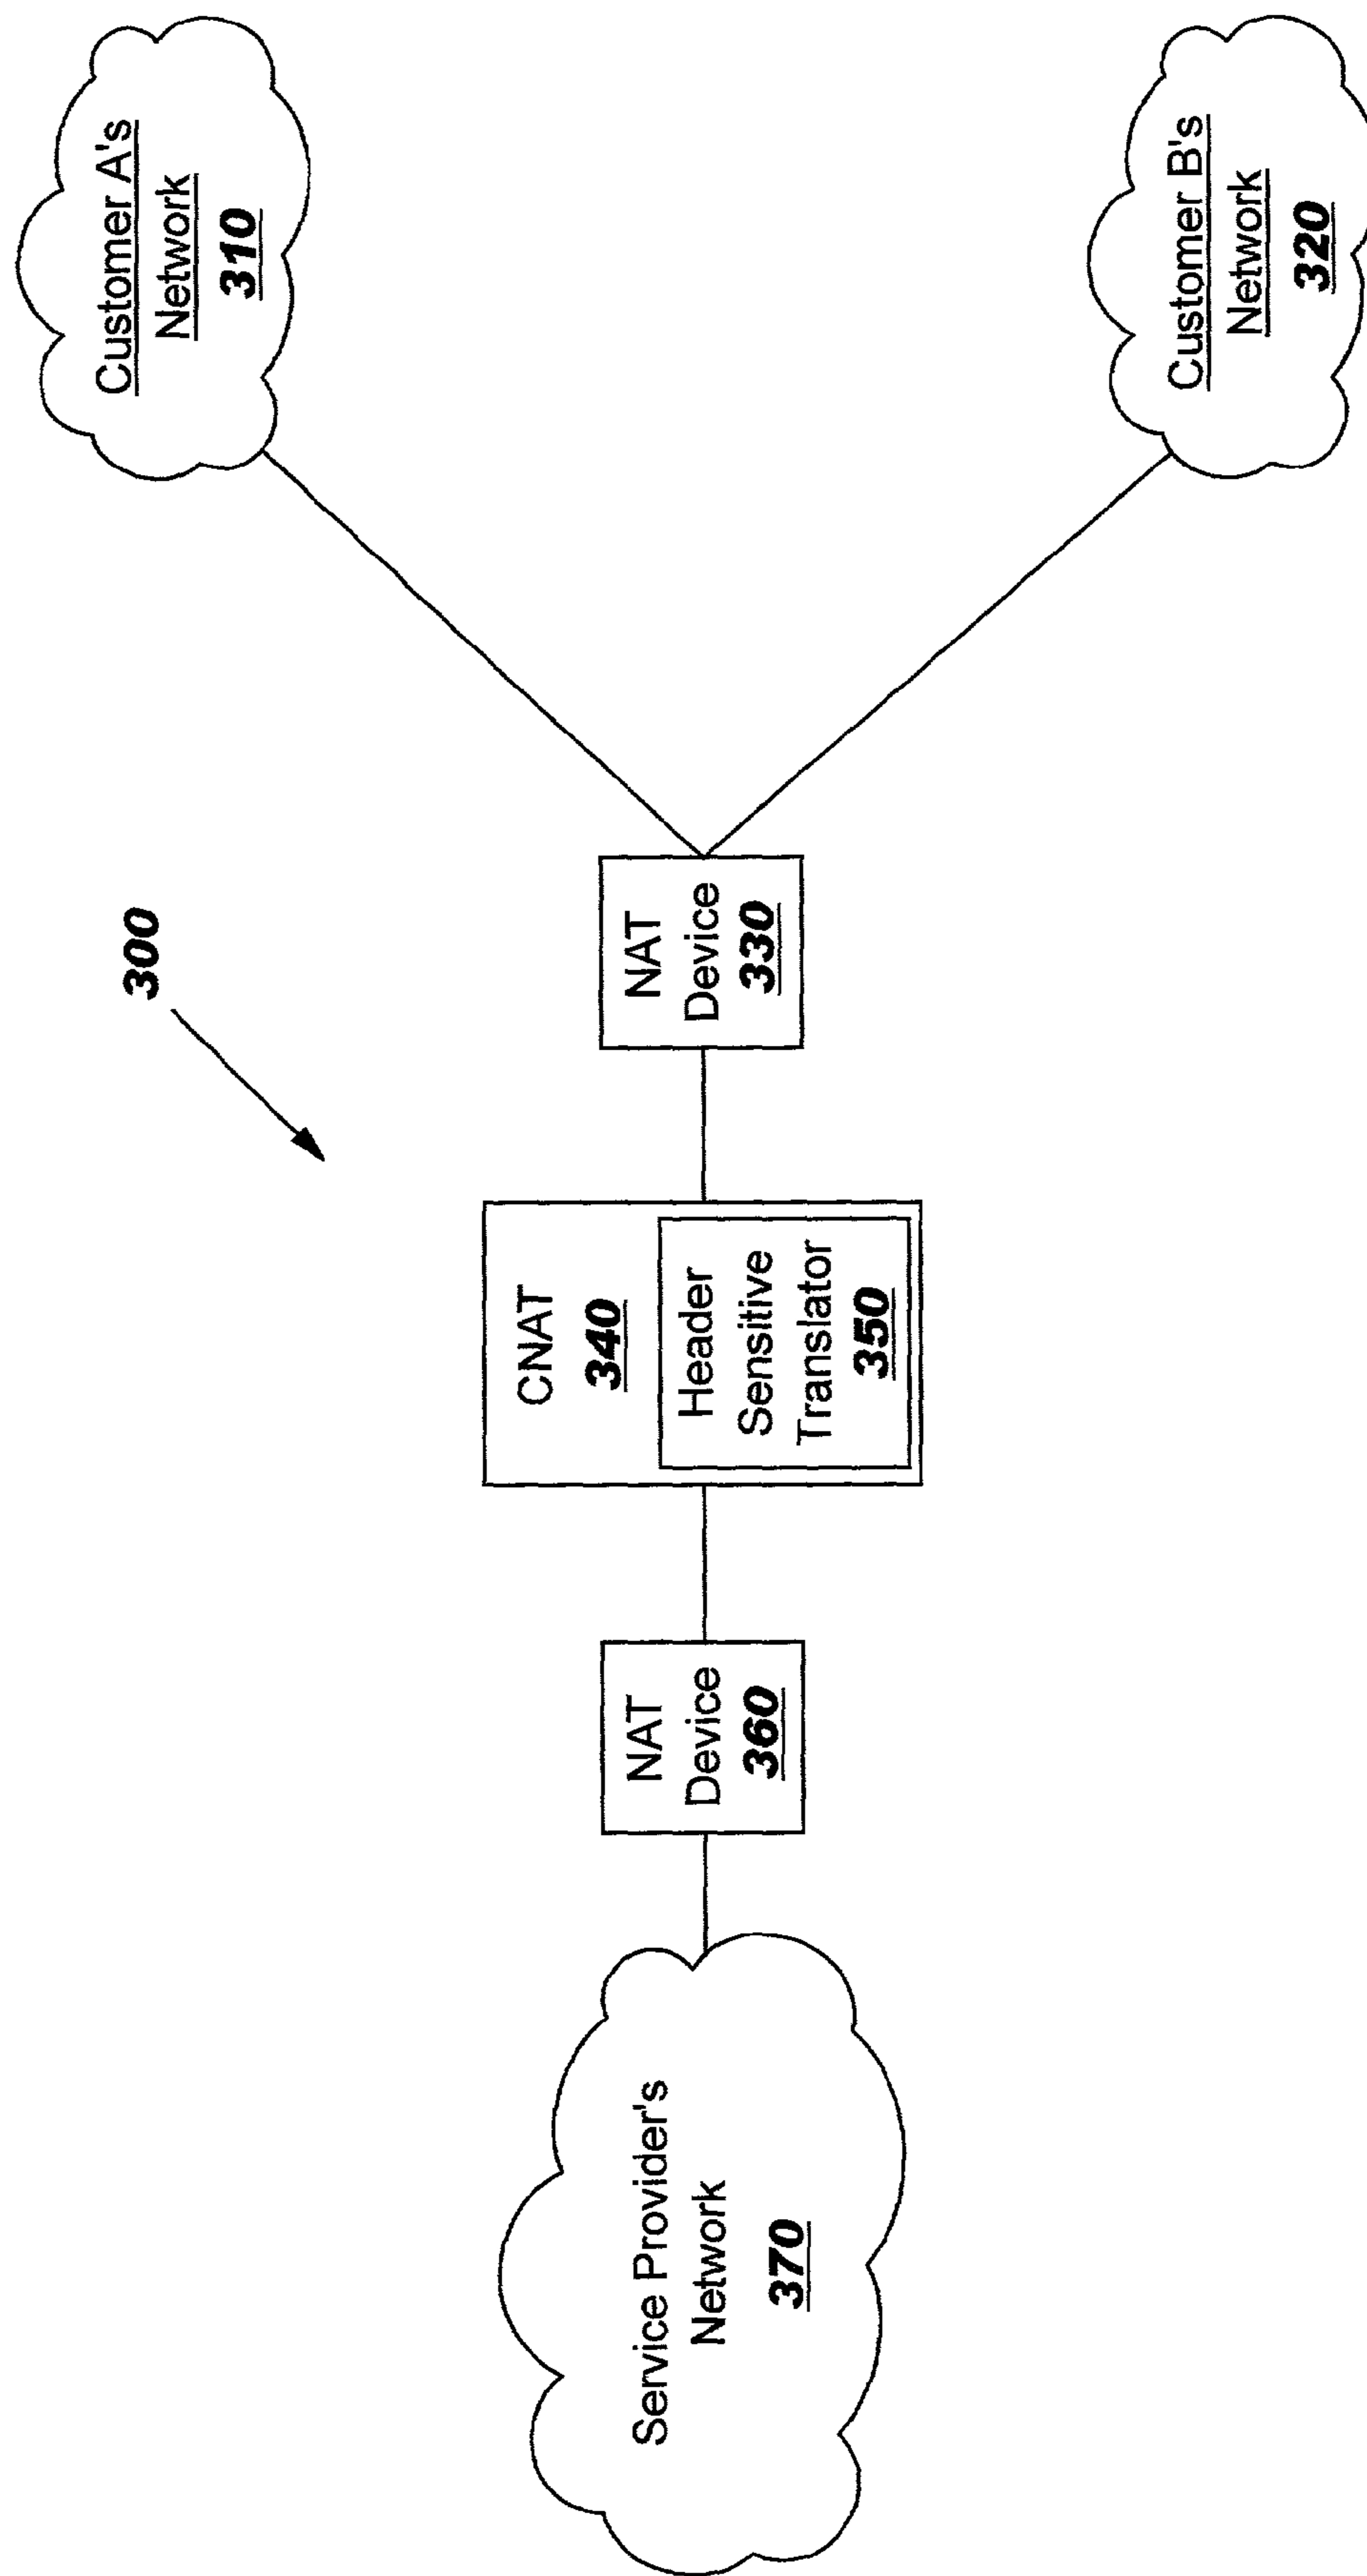 300
Service Provider's
Network
370
NAT
Device
360
CNAT
340
Header
Sensitive
Translator
350
NAT
Device
330
Customer A's
Network
310
Customer B's
Network
320